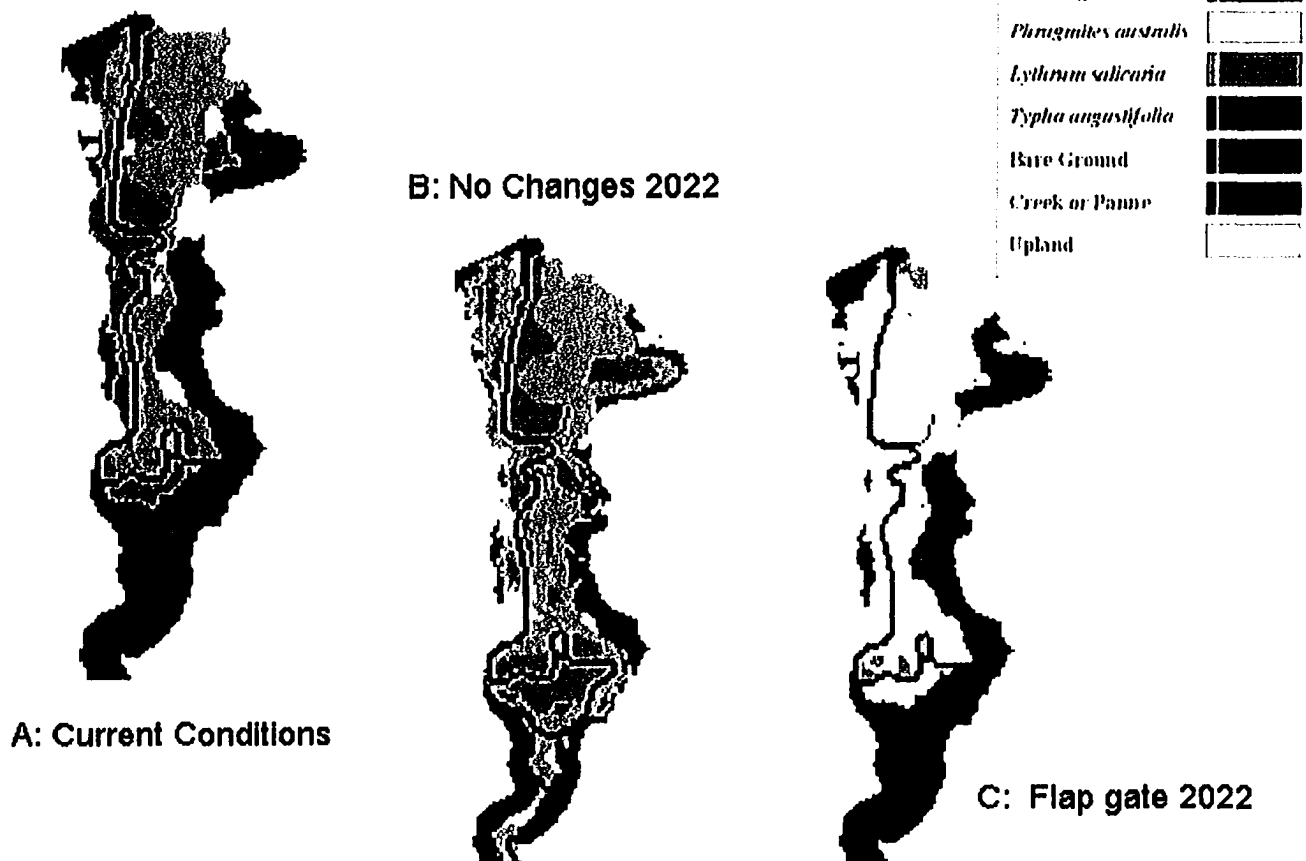 Phragmites australis
Lythrum salicaria
Typha angustifolia
Bare Ground
Creek or Panne
Upland
B: No Changes 2022
A: Current Conditions
C: Flap gate 2022